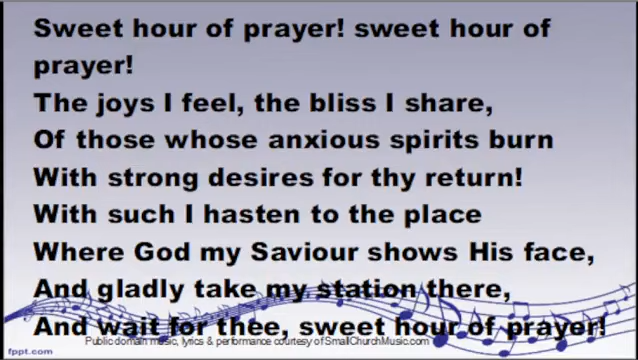 Sweet hour of prayer! sweet hour of
prayer!
The joys I feel, the bliss I share,
Of those whose anxious spirits burn
With strong desires for thy return!
With such I hasten to the place
Where God my Saviour shows His face,
And gladly take my station there,
And wait for thee, sweet hour of prayer!
Public domain music, lyrics & performance courtesy of SmallChurchMusic.com
fppt.com